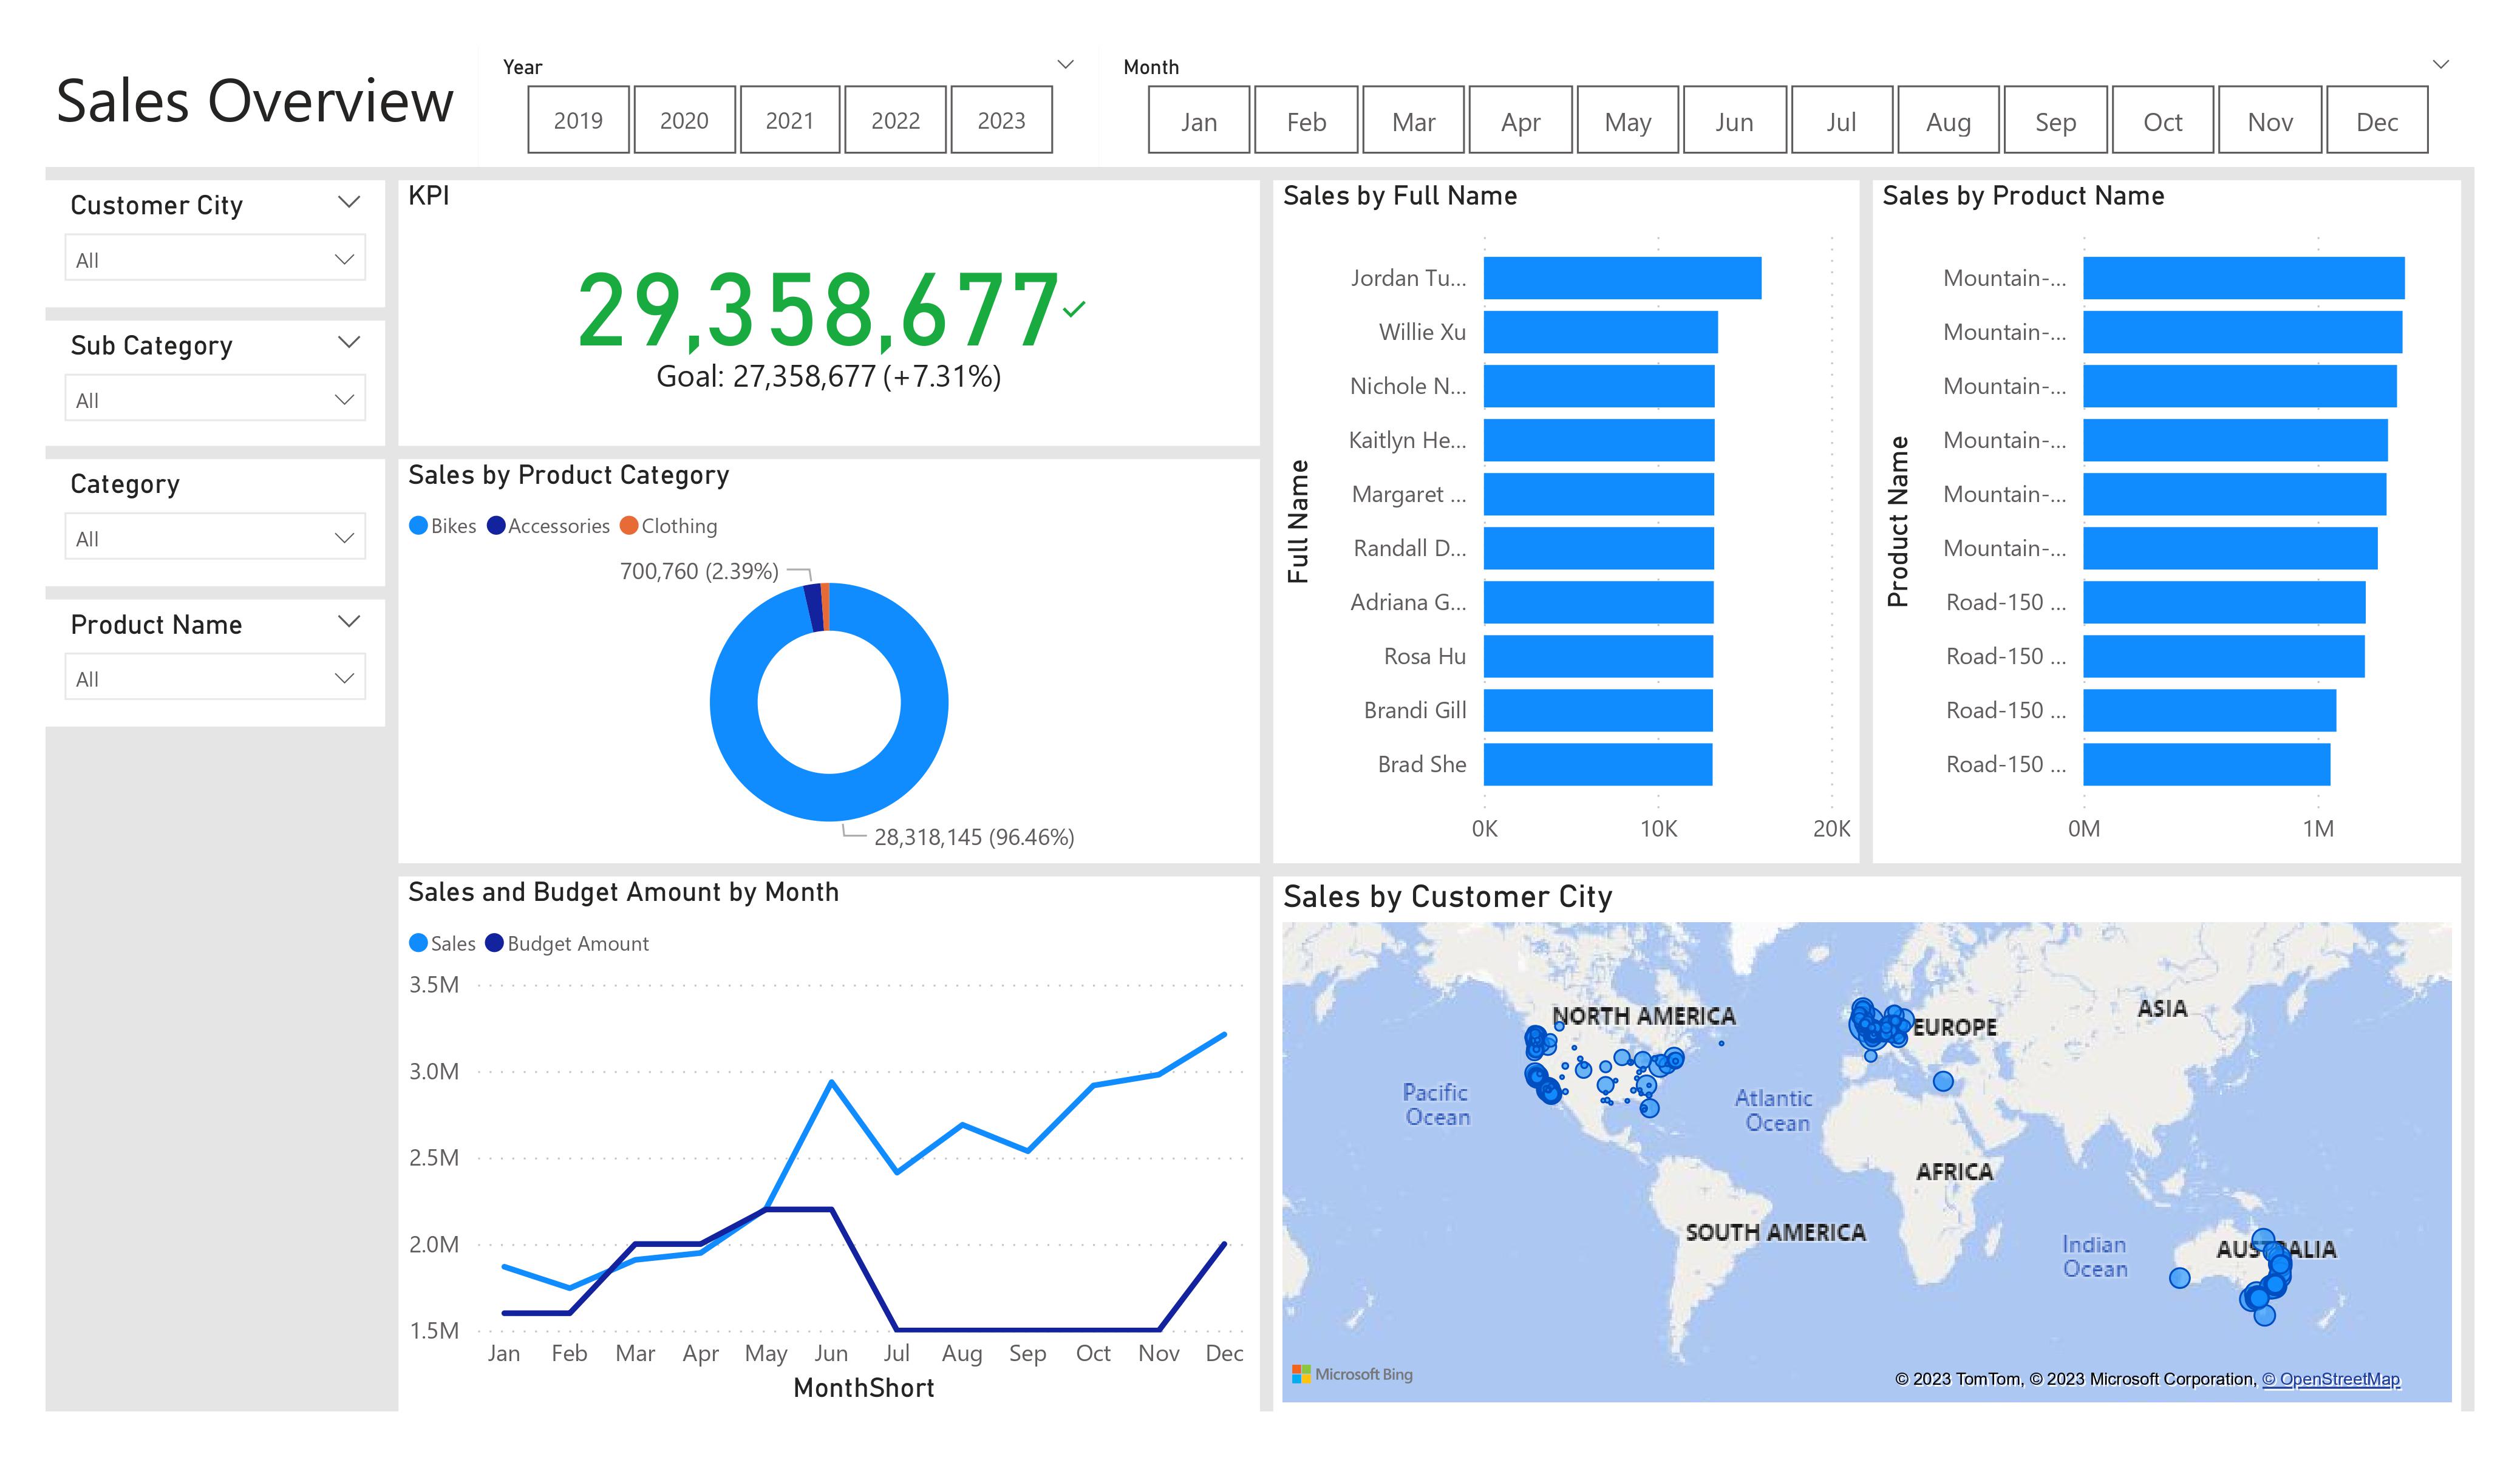 Sales Overview
Year
2019 2020 2021 2022 2023
Month
Jan Feb Mar Apr May Jun Jul Aug Sep Oct Nov Dec
Customer City
All
Sub Category
All
Category
All
Product Name
All
KPI
29,358,677
Goal: 27,358,677 (+7.31%)
Sales by Product Category
Bikes Accessories Clothing
700,760 (2.39%)
28,318,145 (96.46%)
Sales by Full Name
Full Name
Jordan Tu...
Willie Xu
Nichole N...
Kaitlyn He...
Margaret ...
Randall D...
Adriana G...
Rosa Hu
Brandi Gill
Brad She
0K 10K 20K
Sales by Product Name
Product Name
Mountain-...
Mountain-...
Mountain-...
Mountain-...
Mountain-...
Mountain-...
Road-150 ...
Road-150 ...
Road-150 ...
Road-150 ...
0M 1M
Sales and Budget Amount by Month
Sales Budget Amount
3.5M
3.0M
2.5M
2.0M
1.5M
Jan Feb Mar Apr May Jun Jul Aug Sep Oct Nov Dec
MonthShort
Sales by Customer City
NORTH AMERICA
EUROPE
ASIA
Pacific
Ocean
Atlantic
Ocean
AFRICA
SOUTH AMERICA
Indian
Ocean
AUSTRALIA
Microsoft Bing
© 2023 TomTom, © 2023 Microsoft Corporation, © OpenStreetMap